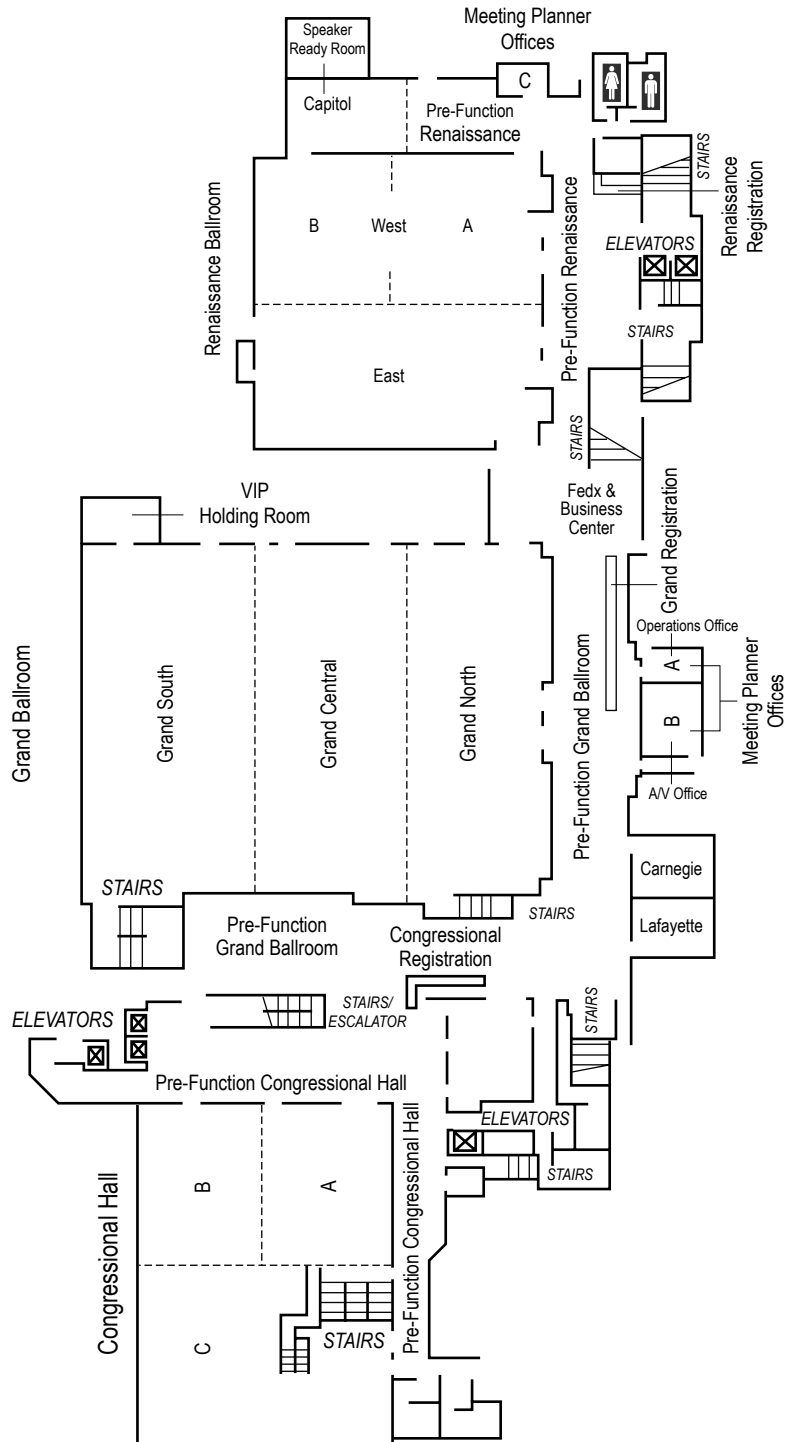 Speaker
Ready Room
Meeting Planner
Offices
C
Capitol
Pre-Function
Renaissance
STAIRS
Renaissance
Registration
Renaissance Ballroom
B
West
A
Pre-Function Renaissance
ELEVATORS
STAIRS
East
STAIRS
VIP
Holding Room
Fedx &
Business
Center
Grand Registration
Operations Office
A
B
Meeting Planner
Offices
A/V Office
Grand Ballroom
Grand South
Grand Central
Grand North
Pre-Function Grand Ballroom
Carnegie
Lafayette
STAIRS
Pre-Function
Grand Ballroom
STAIRS
Congressional
Registration
ELEVATORS
STAIRS/
ESCALATOR
STAIRS
Pre-Function Congressional Hall
ELEVATORS
STAIRS
Congressional Hall
B
A
Pre-Function Congressional Hall
C
STAIRS